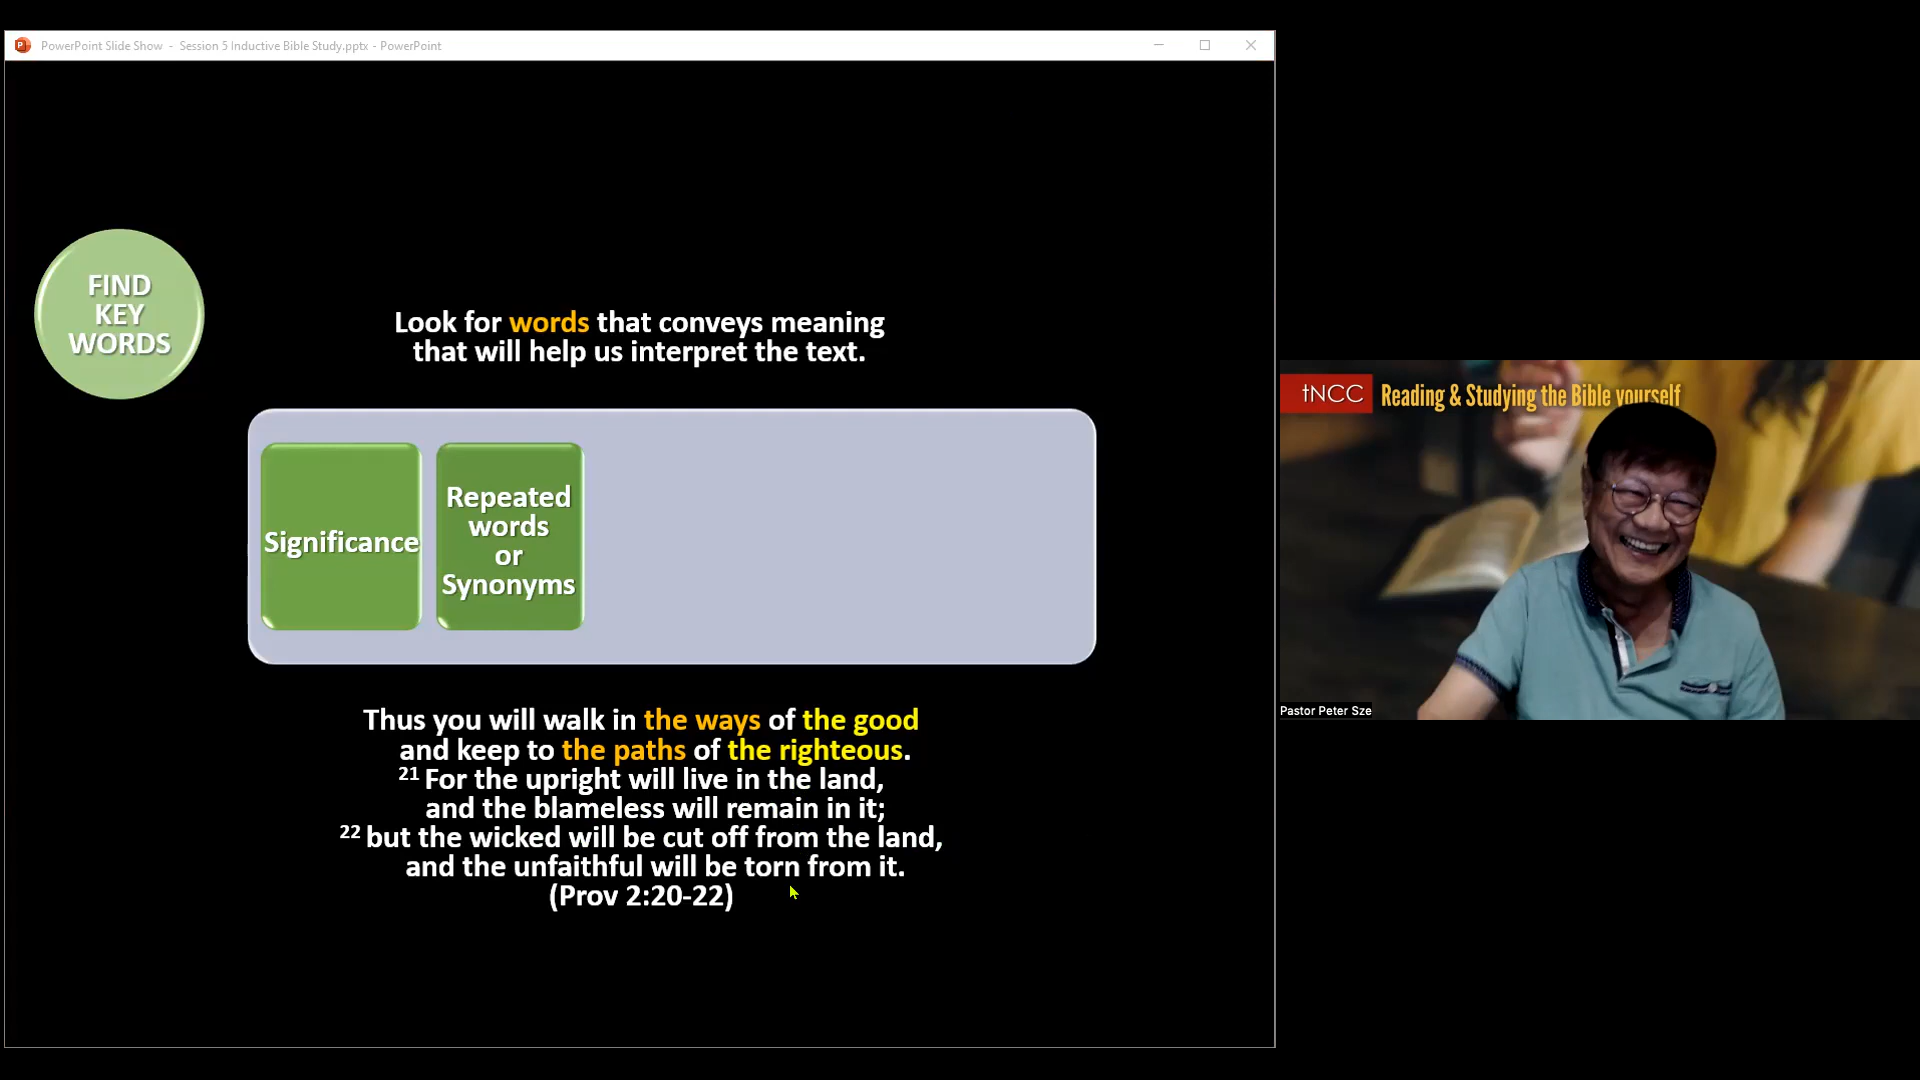 PowerPoint Slide Show - Session 5 Inductive Bible Study.pptx - PowerPoint
FIND
KEY
WORDS
Look for words that conveys meaning
that will help us interpret the text.
Significance
Repeated
words
or
Synonyms
Thus you will walk in the ways of the good
and keep to the paths of the righteous.
21 For the upright will live in the land,
and the blameless will remain in it;
22 but the wicked will be cut off from the land,
and the unfaithful will be torn from it.
(Prov 2:20-22)
tNCC Reading & Studying the Bible yourself
Pastor Peter Sze